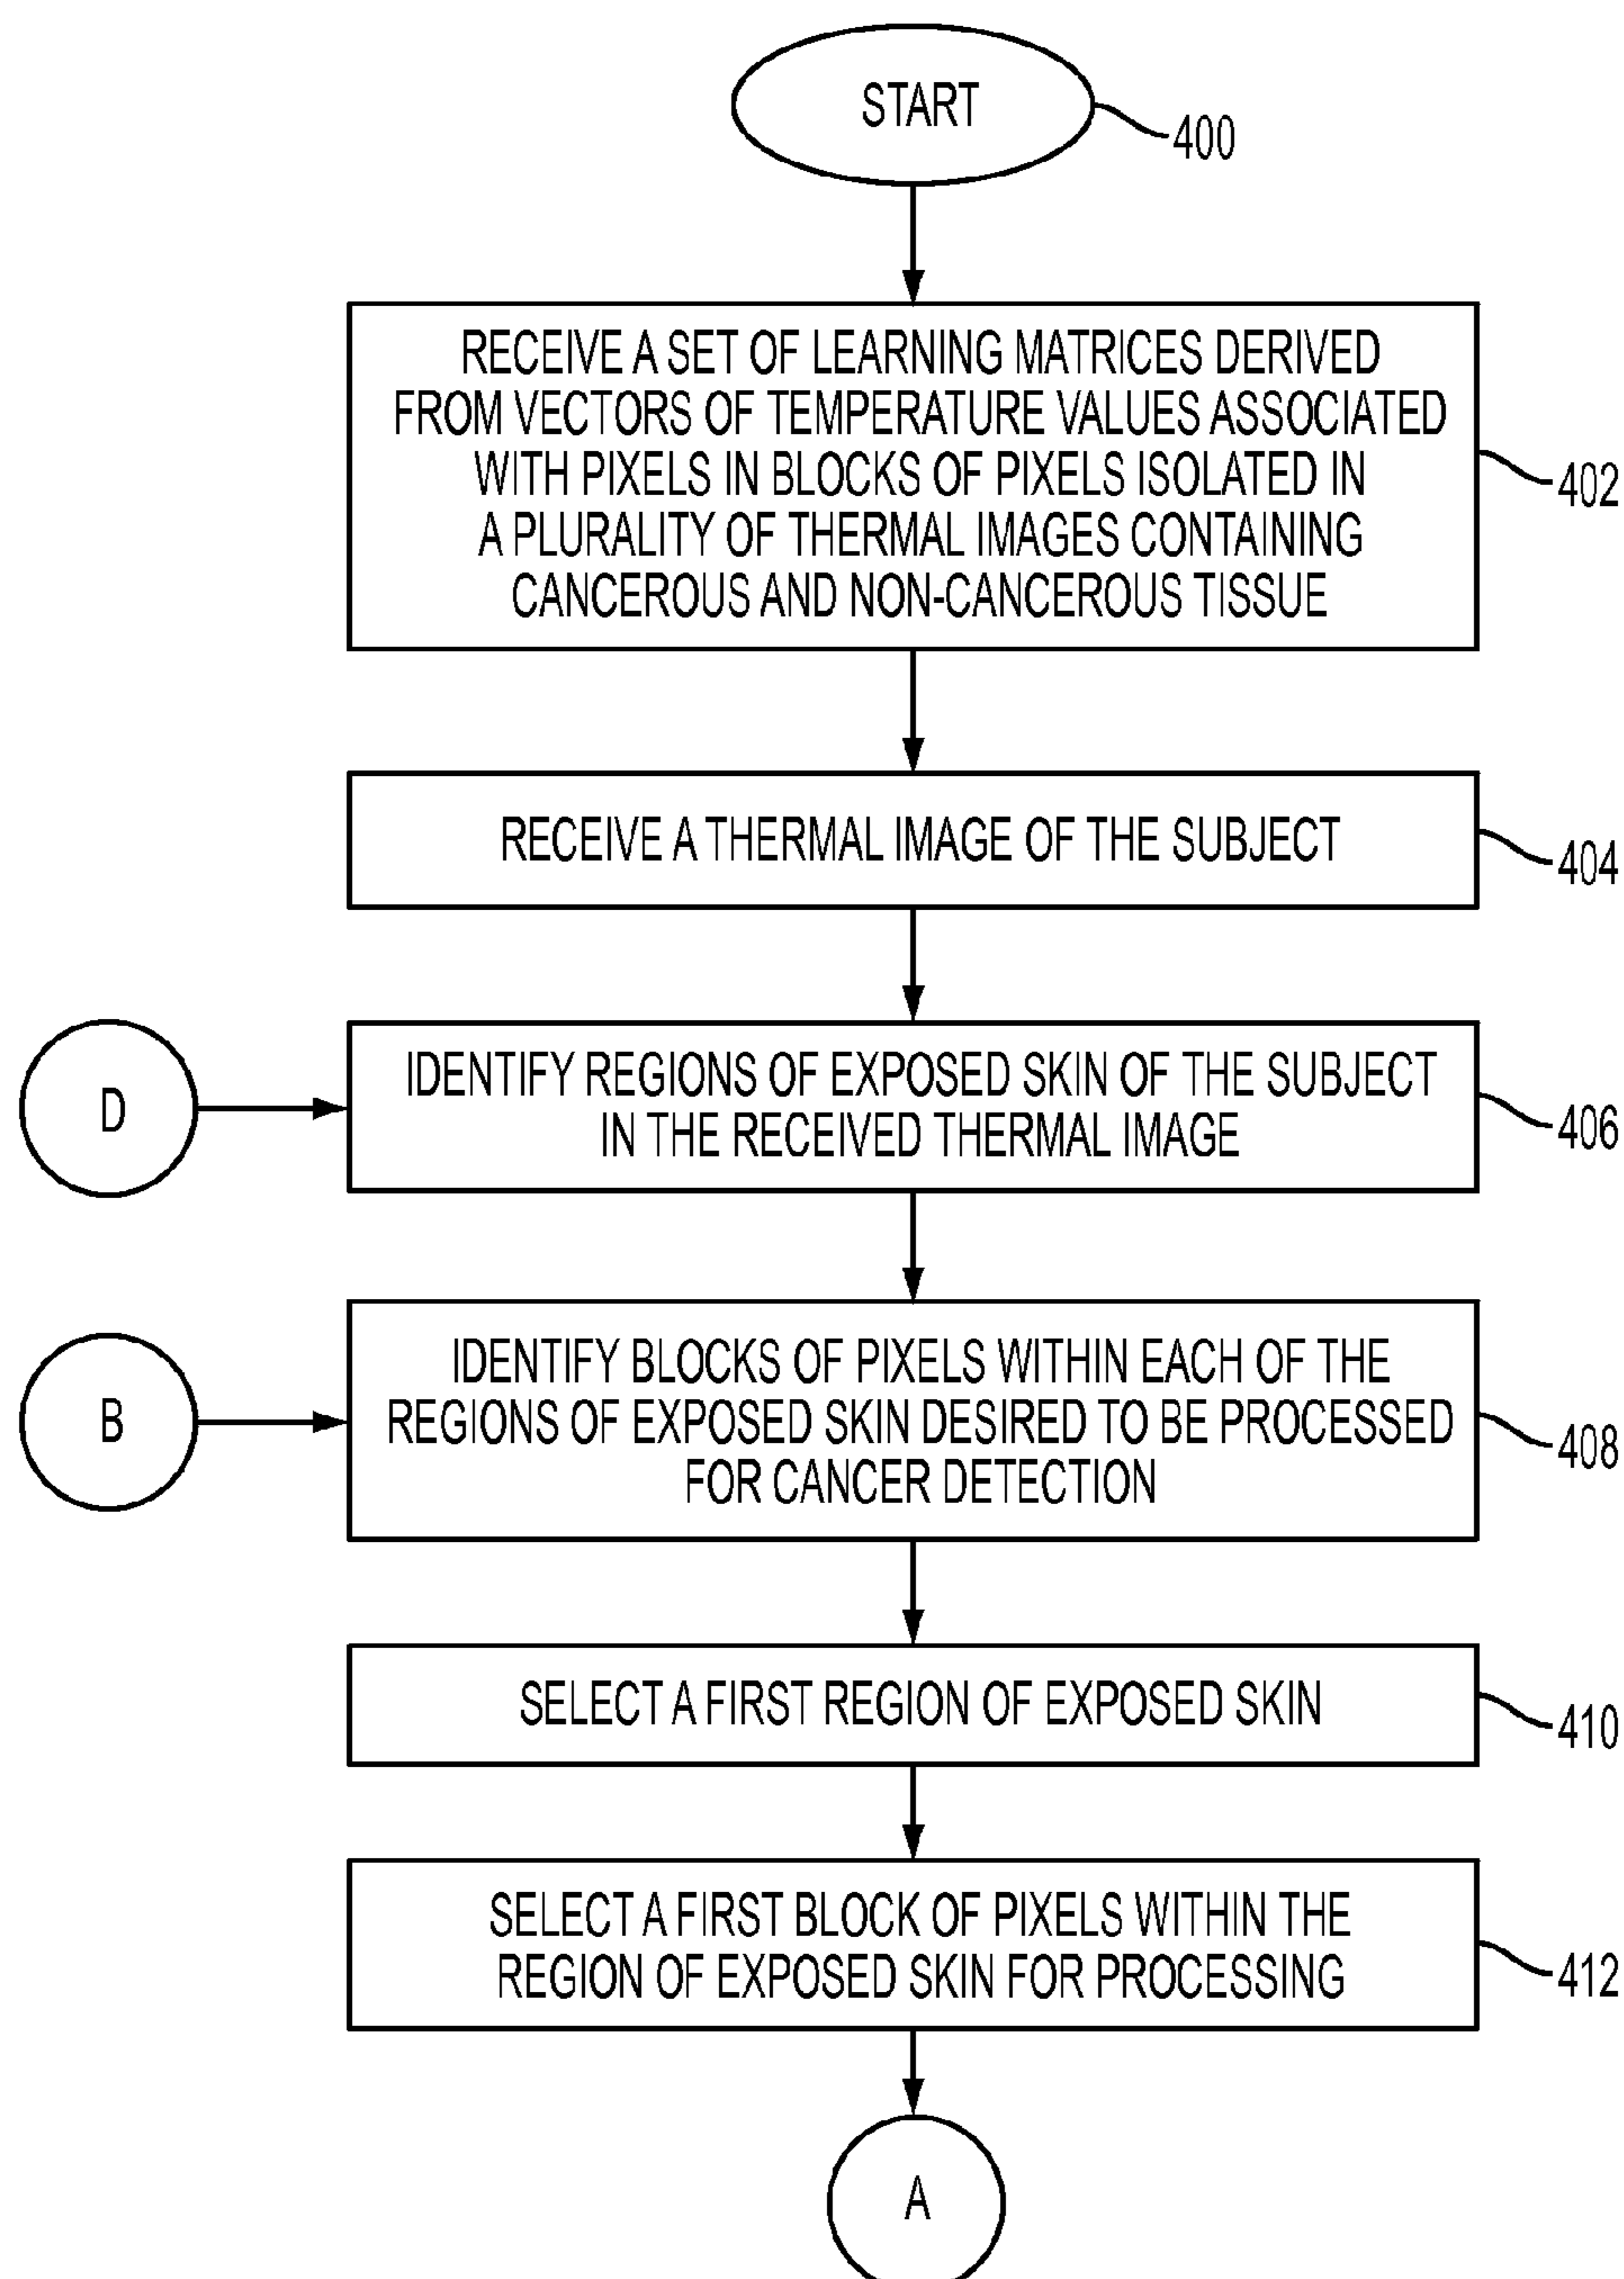 START
400
RECEIVE A SET OF LEARNING MATRICES DERIVED
FROM VECTORS OF TEMPERATURE VALUES ASSOCIATED
WITH PIXELS IN BLOCKS OF PIXELS ISOLATED IN
A PLURALITY OF THERMAL IMAGES CONTAINING
CANCEROUS AND NON-CANCEROUS TISSUE
402
RECEIVE A THERMAL IMAGE OF THE SUBJECT
404
D
IDENTIFY REGIONS OF EXPOSED SKIN OF THE SUBJECT
IN THE RECEIVED THERMAL IMAGE
406
B
IDENTIFY BLOCKS OF PIXELS WITHIN EACH OF THE
REGIONS OF EXPOSED SKIN DESIRED TO BE PROCESSED
FOR CANCER DETECTION
408
SELECT A FIRST REGION OF EXPOSED SKIN
410
SELECT A FIRST BLOCK OF PIXELS WITHIN THE
REGION OF EXPOSED SKIN FOR PROCESSING
412
A